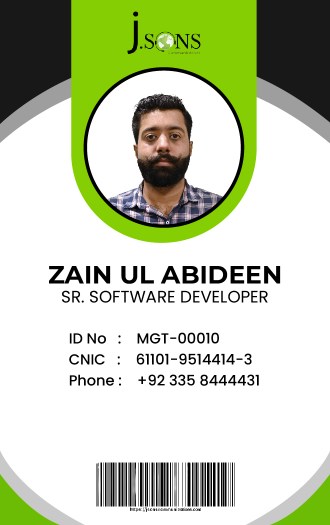 j.SONS
ZAIN UL ABIDEEN
SR. SOFTWARE DEVELOPER
ID No : MGT-00010
CNIC : 61101-9514414-3
Phone : +92 335 8444431